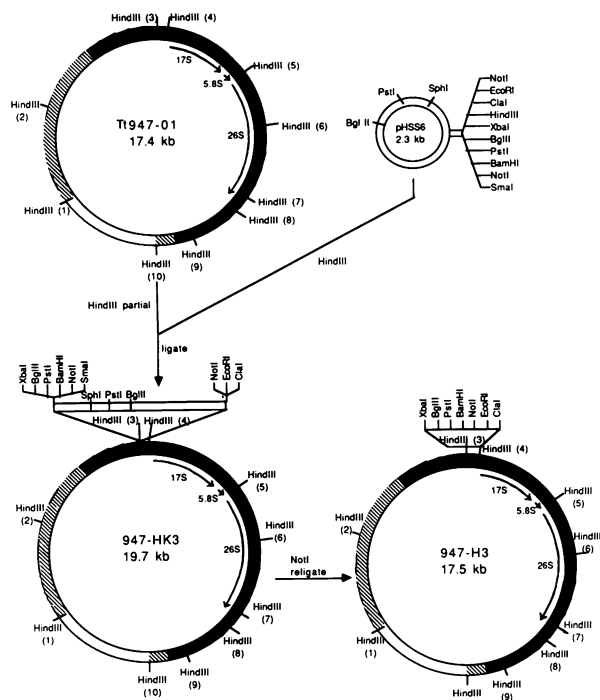 HindIII (3) HindIII (4)
17S
5.8S
HindIII
(5)
HindIII
(2)
Tt947-01
17.4 kb
26S
HindIII
(6)
HindIII (7)
HindIII (8)
HindIII (1)
HindIII
(9)
HindIII
(10)
PstI
SphI
Bgl II
pHSS6
2.3 kb
NotI
EcoRI
ClaI
HindIII
XbaI
BglII
PstI
BamHI
NotI
SmaI
HindIII
HindIII partial
ligate
XbaI
BglII
PstI
BamHI
NotI
SmaI
NotI
EcoRI
ClaI
SphI PstI BglII
HindIII (3) HindIII (4)
17S
5.8S
HindIII
(5)
HindIII
(2)
947-HK3
19.7 kb
26S
HindIII
(6)
HindIII
(7)
HindIII
(8)
HindIII
(1)
HindIII
(9)
HindIII
(10)
NotI
religate
XbaI
BglII
PstI
BamHI
NotI
EcoRI
ClaI
HindIII (3)
HindIII
(4)
17S
5.8S
HindIII
(5)
HindIII
(2)
947-H3
17.5 kb
26S
HindIII
(6)
HindIII
(7)
HindIII
(8)
HindIII
(1)
HindIII
HindIII
(9)